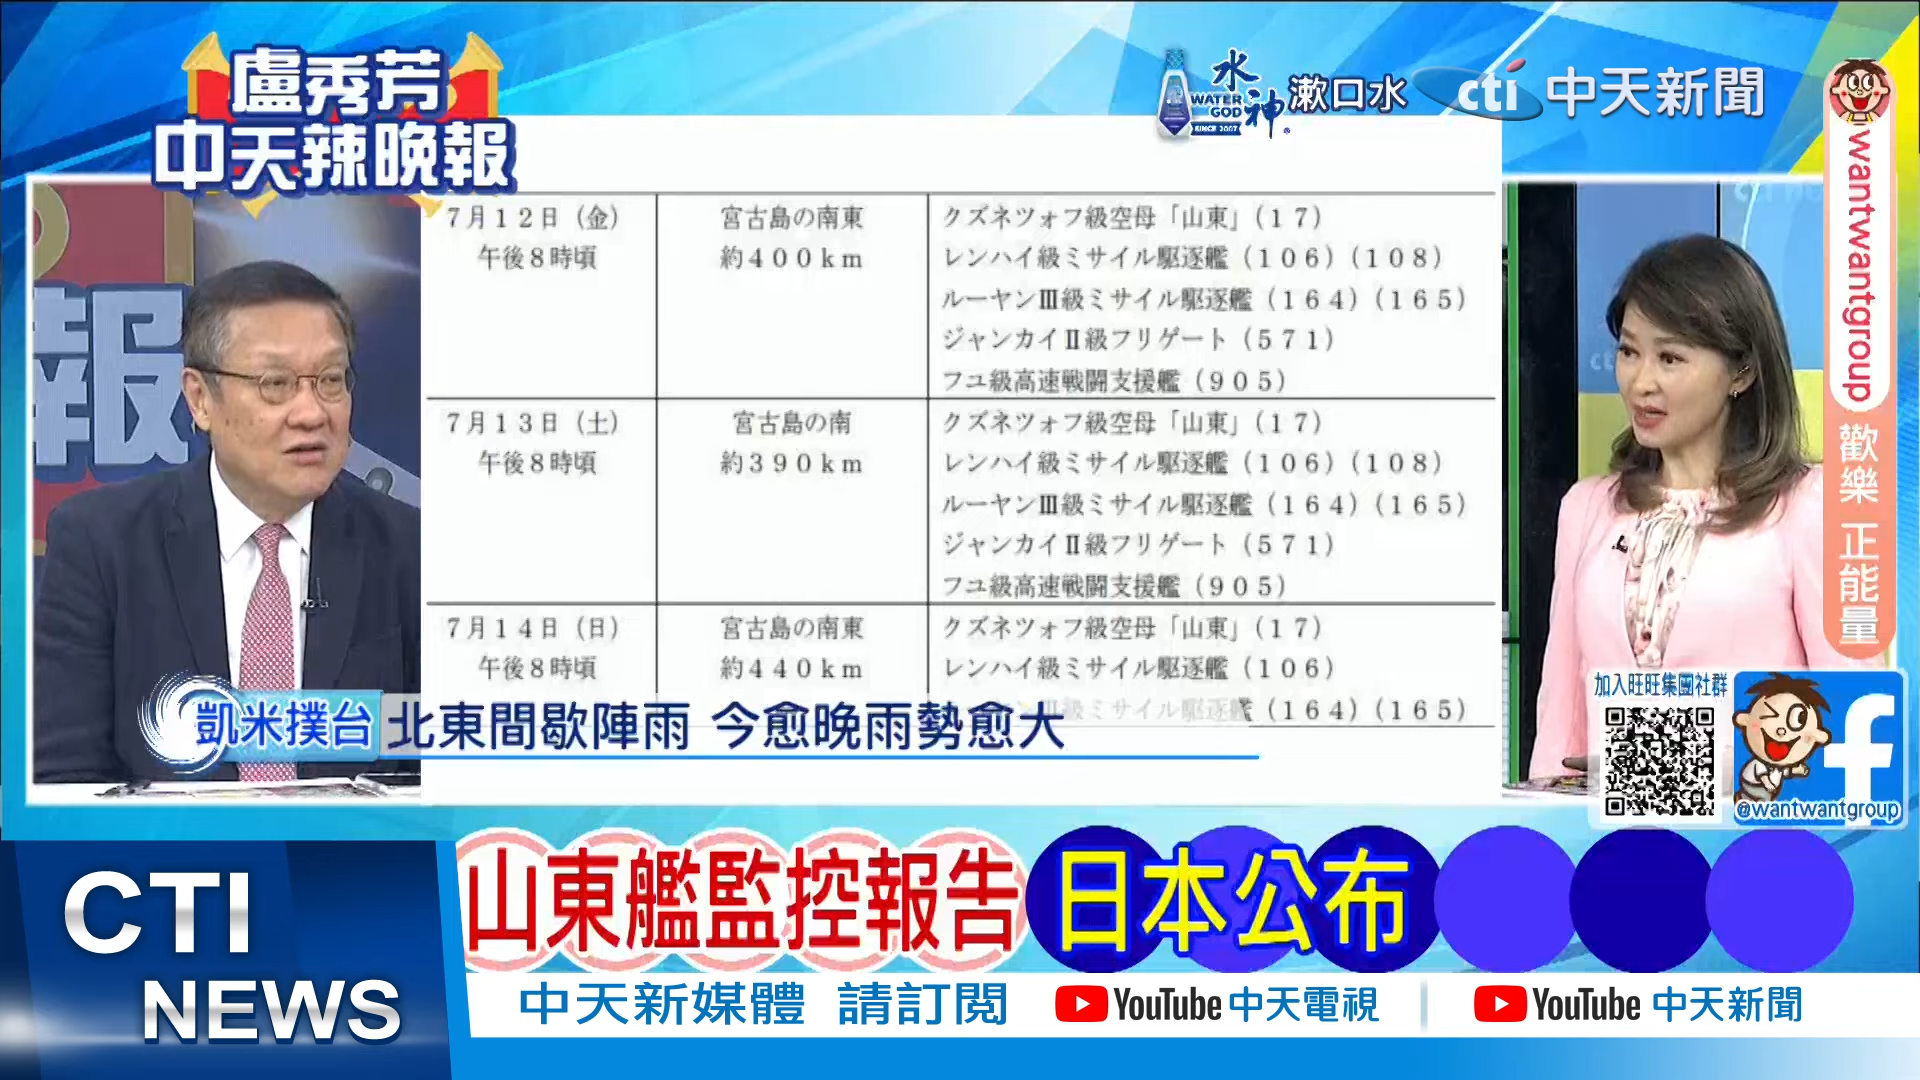 盧秀芳
中天辣晚報
水神
WATER
GOD
SINCE 2007
漱口水
cti 中天新聞
wantwantgroup
歡樂 正能量
報
7月12日（金）
午後8時頃
宮古島の南東
約400km
クズネツォフ級空母「山東」（17）
レンハイ級ミサイル駆逐艦（106）（108）
ルーヤンⅢ級ミサイル駆逐艦（164）（165）
ジャンカイⅡ級フリゲート（571）
フユ級高速戦闘支援艦（905）
7月13日（土）
午後8時頃
宮古島の南
約390km
クズネツォフ級空母「山東」（17）
レンハイ級ミサイル駆逐艦（106）（108）
ルーヤンⅢ級ミサイル駆逐艦（164）（165）
ジャンカイⅡ級フリゲート（571）
フユ級高速戦闘支援艦（905）
7月14日（日）
午後8時頃
宮古島の南東
約440km
クズネツォフ級空母「山東」（17）
レンハイ級ミサイル駆逐艦（106）
Ⅲ級ミサイル駆逐艦（164）（165）
凱米撲台
北東間歇陣雨 今愈晚雨勢愈大
加入旺旺集團社群
@wantwantgroup
CTI
NEWS
山東艦監控報告 日本公布
中天新媒體 請訂閱 YouTube 中天電視 YouTube 中天新聞